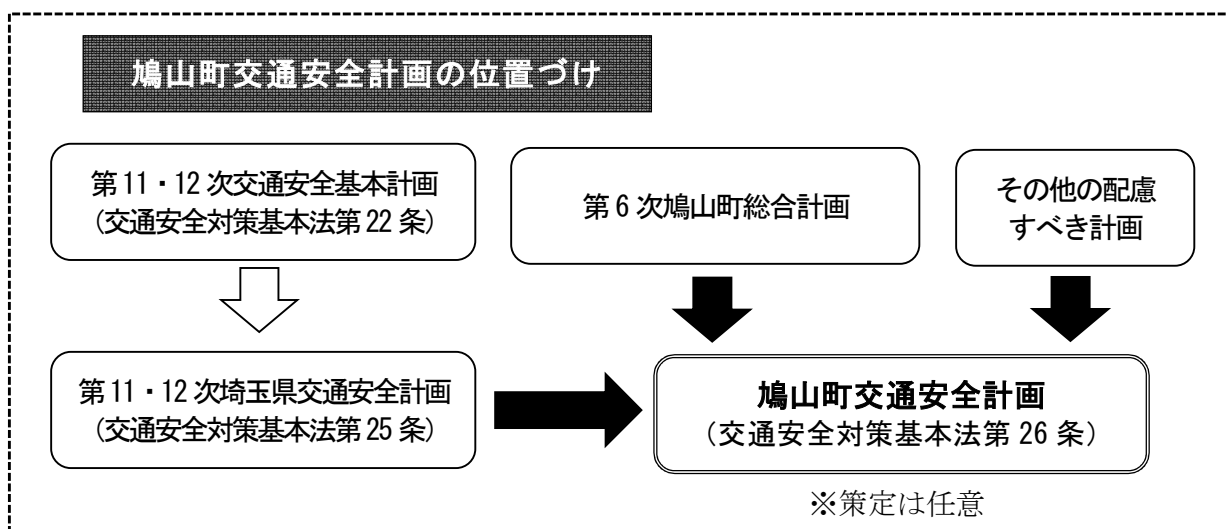 鳩山町交通安全計画の位置づけ
第11・12次交通安全基本計画
（交通安全対策基本法第22条）
第6次鳩山町総合計画
その他の配慮
すべき計画
第11・12次埼玉県交通安全計画
（交通安全対策基本法第25条）
鳩山町交通安全計画
（交通安全対策基本法第26条）
※策定は任意